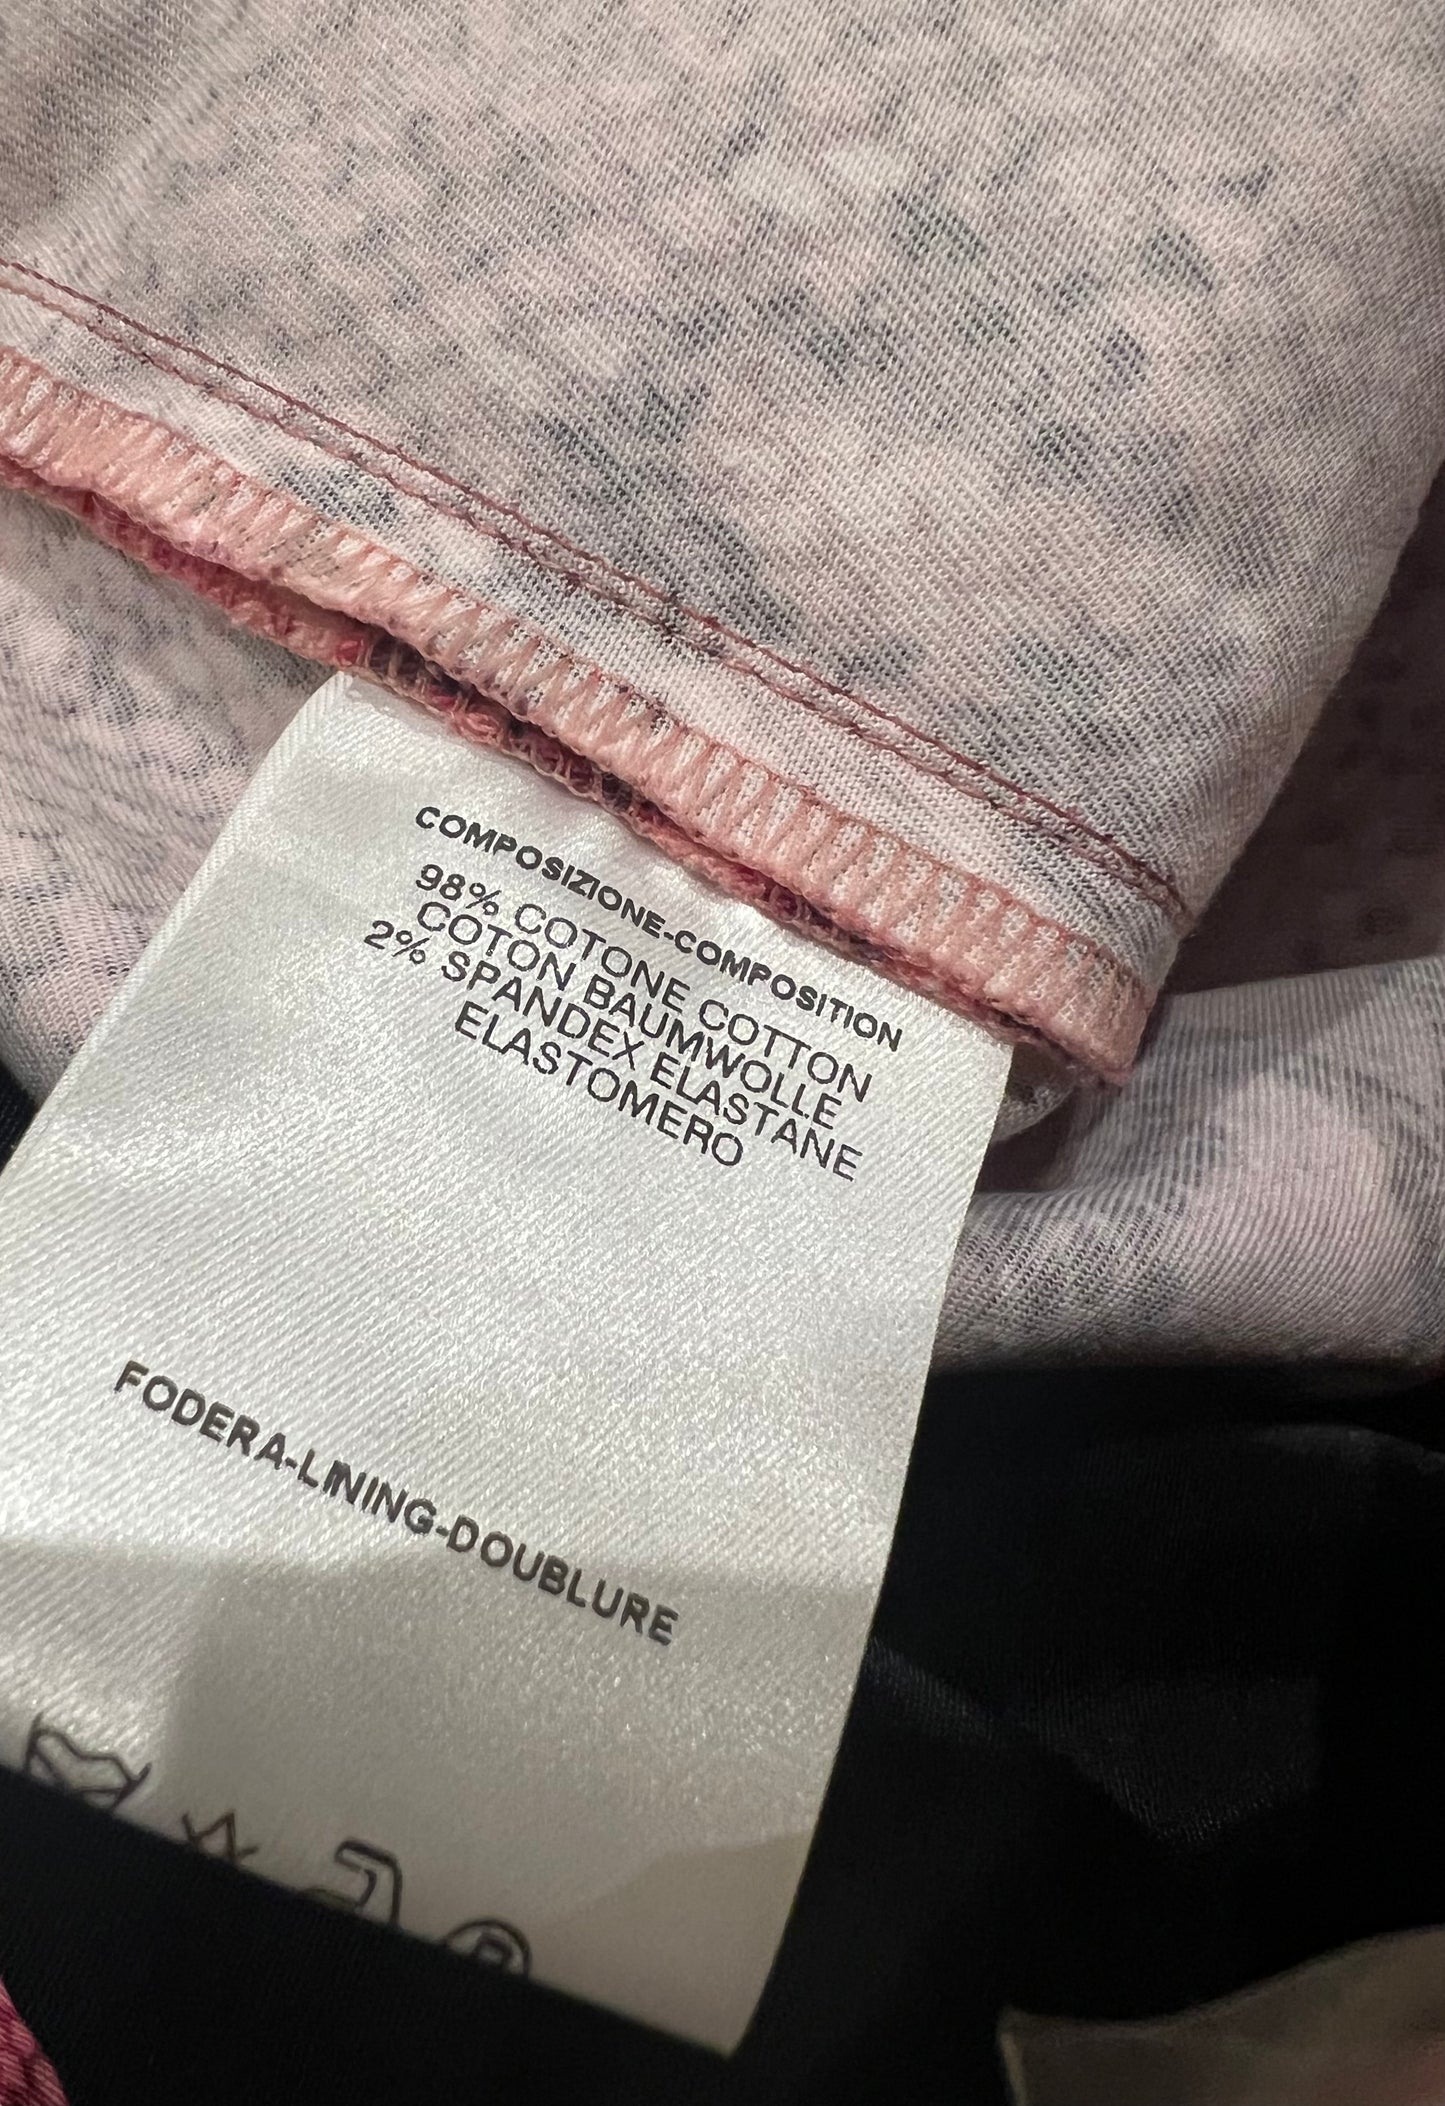 COMPOSIZIONE-COMPOSITION
98% COTONE COTTON
COTON BAUMWOLLE
2% SPANDEX ELASTANE
ELASTOMERO
FODERA-LINING-DOUBLURE
P